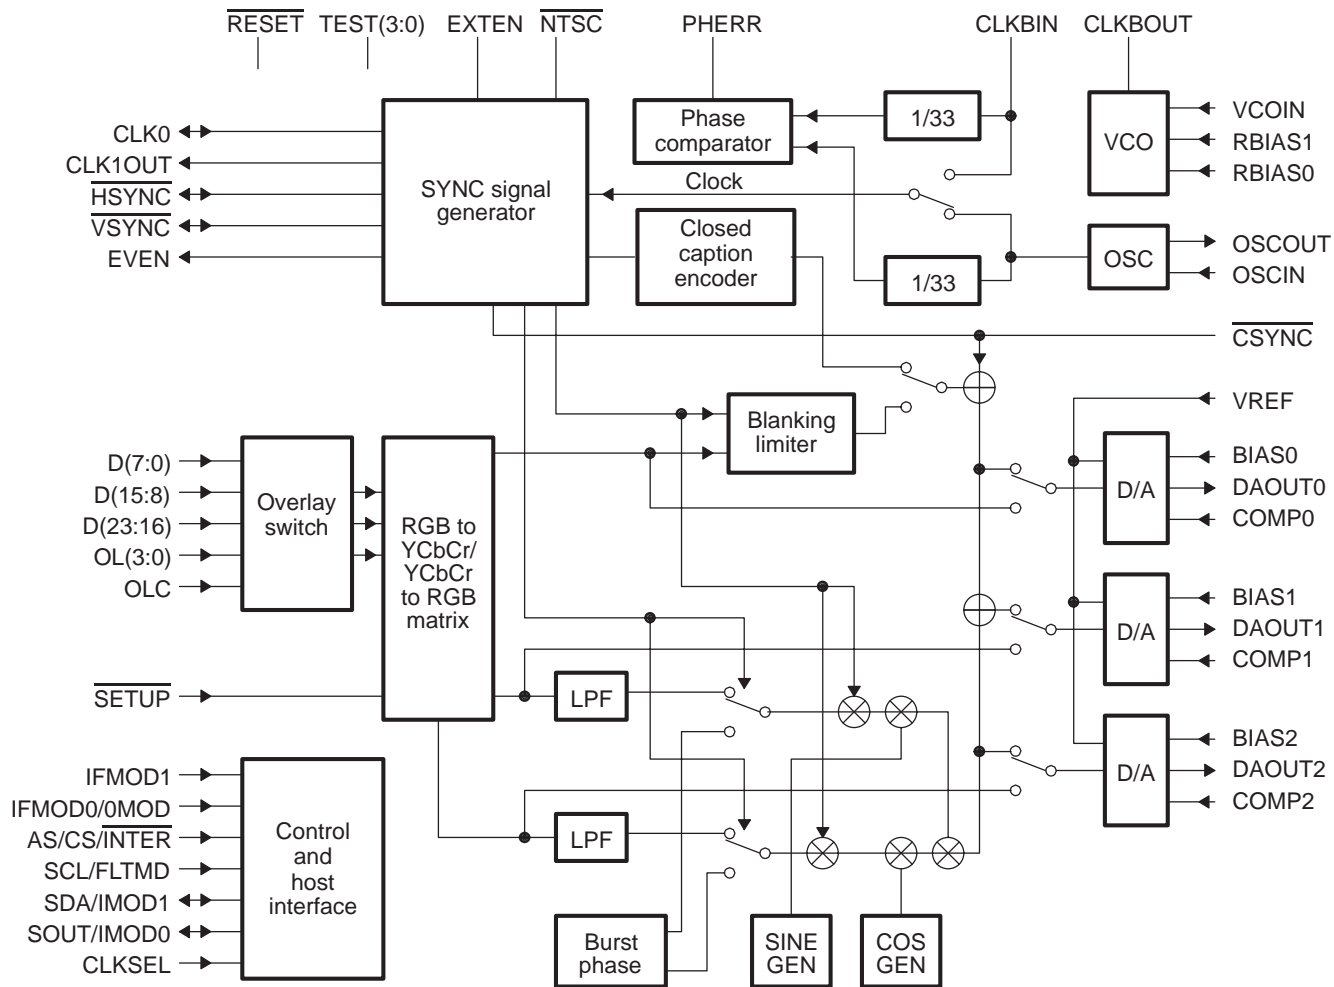 RESET TEST(3:0) EXTEN NTSC PHERR CLKBIN CLKBOUT
CLK0
CLK1OUT
HSYNC
VSYNC
EVEN
SYNC signal
generator
Phase
comparator
1/33
Clock
Closed
caption
encoder
1/33
VCO
VCOIN
RBIAS1
RBIAS0
OSC
OSCOUT
OSCIN
CSYNC
VREF
Blanking
limiter
D(7:0)
D(15:8)
D(23:16)
OL(3:0)
OLC
Overlay
switch
RGB to
YCbCr/
YCbCr
to RGB
matrix
D/A
BIAS0
DAOUT0
COMP0
D/A
BIAS1
DAOUT1
COMP1
SETUP
LPF
D/A
BIAS2
DAOUT2
COMP2
IFMOD1
IFMOD0/0MOD
AS/CS/INTER
SCL/FLTMD
SDA/IMOD1
SOUT/IMOD0
CLKSEL
Control
and
host
interface
LPF
Burst
phase
SINE
GEN
COS
GEN